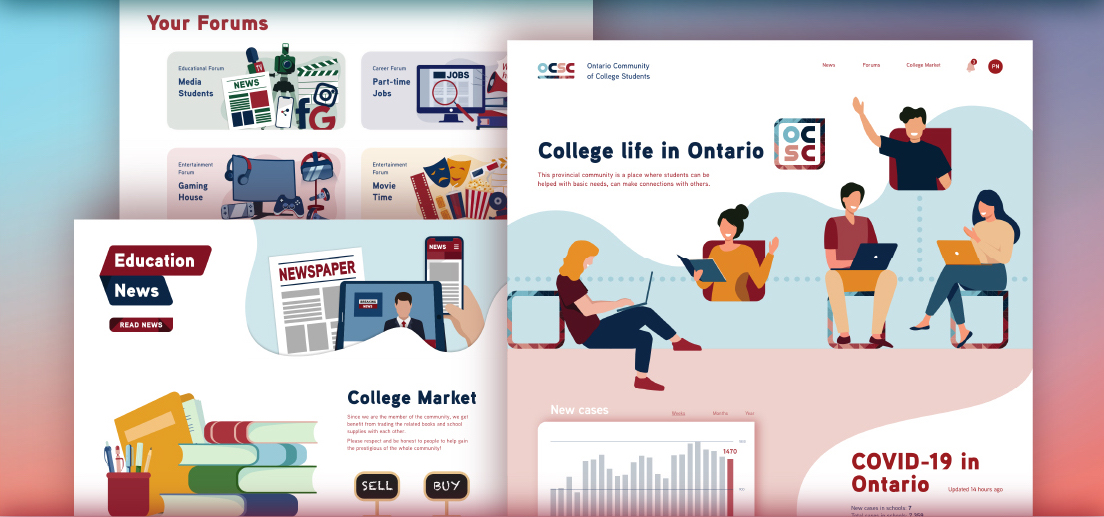 Your Forums
Educational Forum
Media
Students
NEWS
TV
Career Forum
Part-time
Jobs
JOBS
Entertainment
Forum
Gaming
House
Entertainment
Forum
Movie
Time
Education
News
READ NEWS
NEWSPAPER
BREAKING
NEWS
NEWS
College Market
Since we are the member of the community, we get
benefit from trading the related books and school
supplies with each other.
Please respect and be honest to people to help gain
the prestigious of the whole community!
SELL
BUY
OCSC
Ontario Community
of College Students
News
Forums
College Market
PN
College life in Ontario
OC
SC
This provincial community is a place where students can be
helped with basic needs, can make connections with others.
New cases
Weeks
Months
Year
1470
COVID-19 in
Ontario
Updated 14 hours ago
New cases in schools: 7